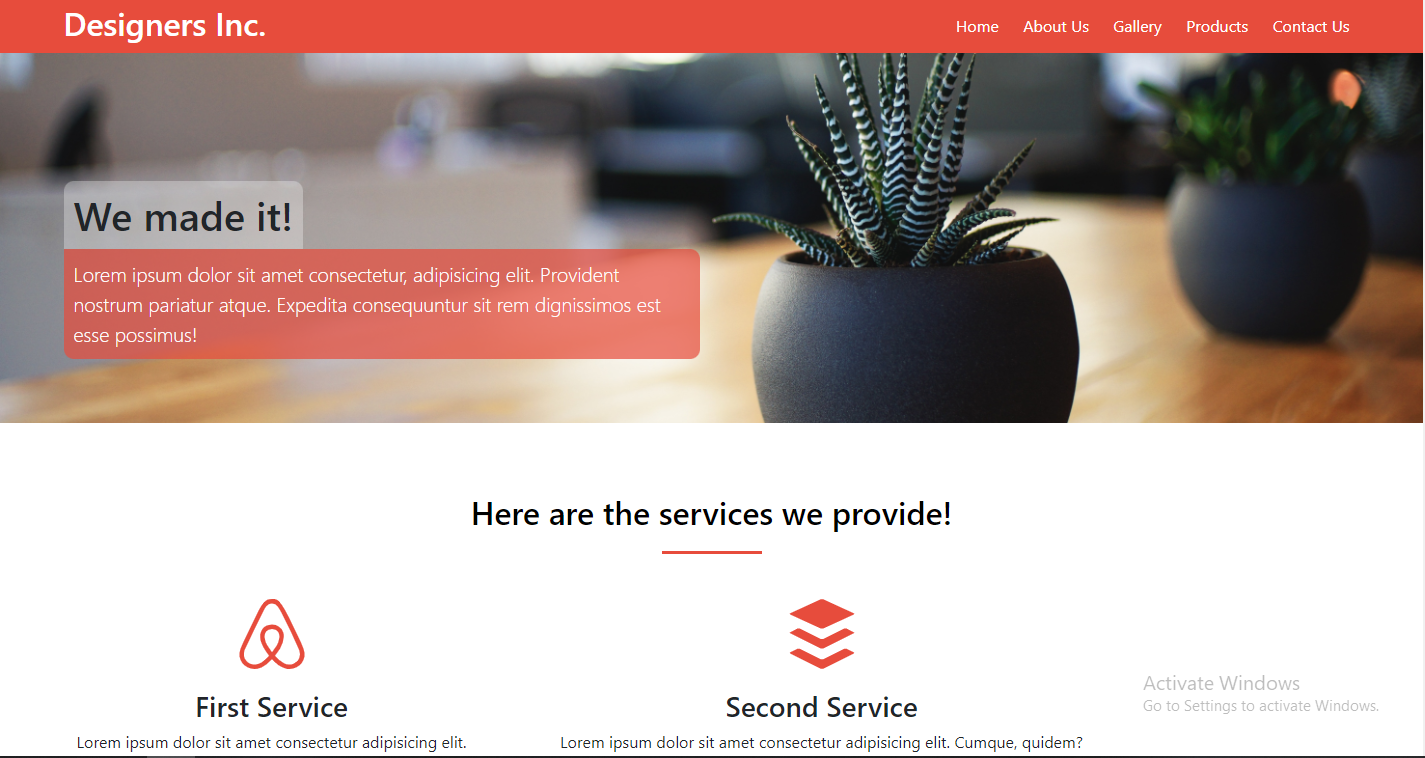 Designers Inc.
Home About Us Gallery Products Contact Us
We made it!
Lorem ipsum dolor sit amet consectetur, adipisicing elit. Provident
nostrum pariatur atque. Expedita consequuntur sit rem dignissimos est
esse possimus!
Here are the services we provide!
First Service
Lorem ipsum dolor sit amet consectetur adipisicing elit.
Second Service
Lorem ipsum dolor sit amet consectetur adipisicing elit. Cumque, quidem?
Activate Windows
Go to Settings to activate Windows.